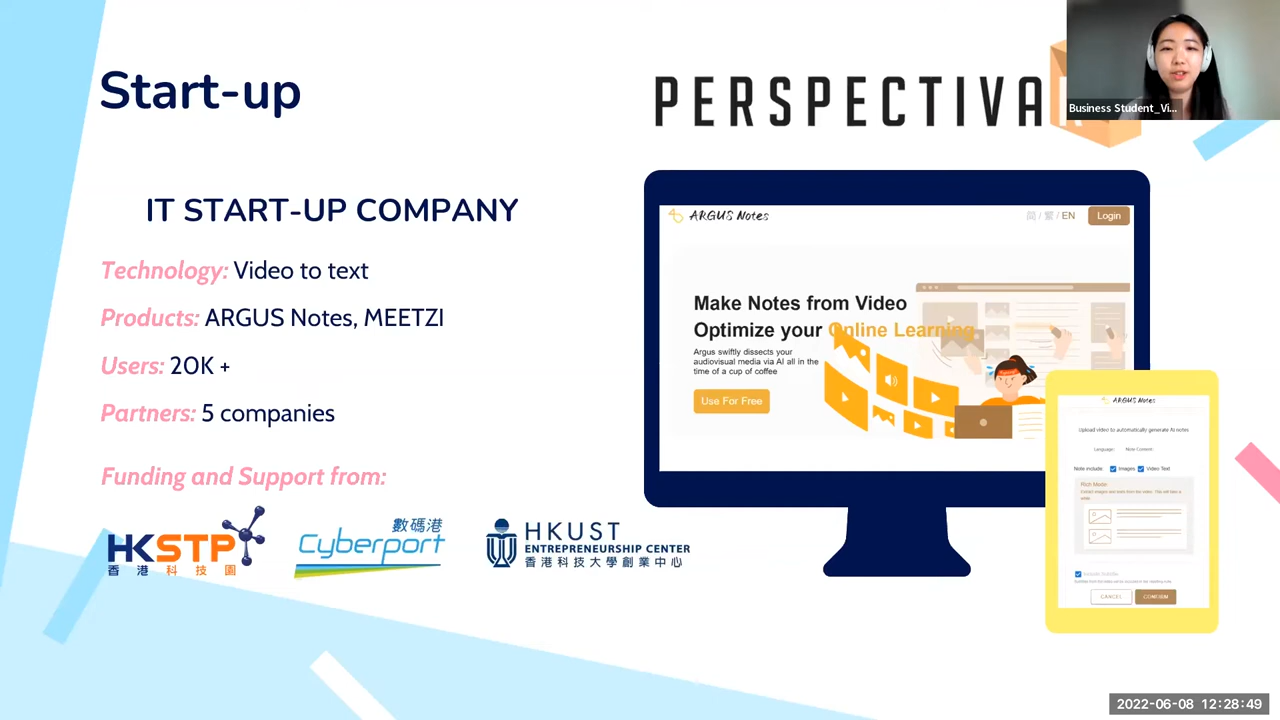 Start-up
PERSPECTIVA
Business Student_Vi...
IT START-UP COMPANY
Technology: Video to text
Products: ARGUS Notes, MEETZI
Users: 20K +
Partners: 5 companies
Funding and Support from:
HKSTP
香港科技園
數碼港
Cyberport
HKUST
ENTREPRENEURSHIP CENTER
香港科技大學創業中心
ARGUS Notes
简 / 繁 / EN
Login
Make Notes from Video
Optimize your Online Learning
Argus swiftly dissects your
audiovisual media via AI all in the
time of a cup of coffee
Use For Free
ARGUS Notes
Upload video to automatically generate AI notes
Language:
Note include: Images Video Text
Rich Mode:
CANCEL
CONFIRM
2022-06-08 12:28:49